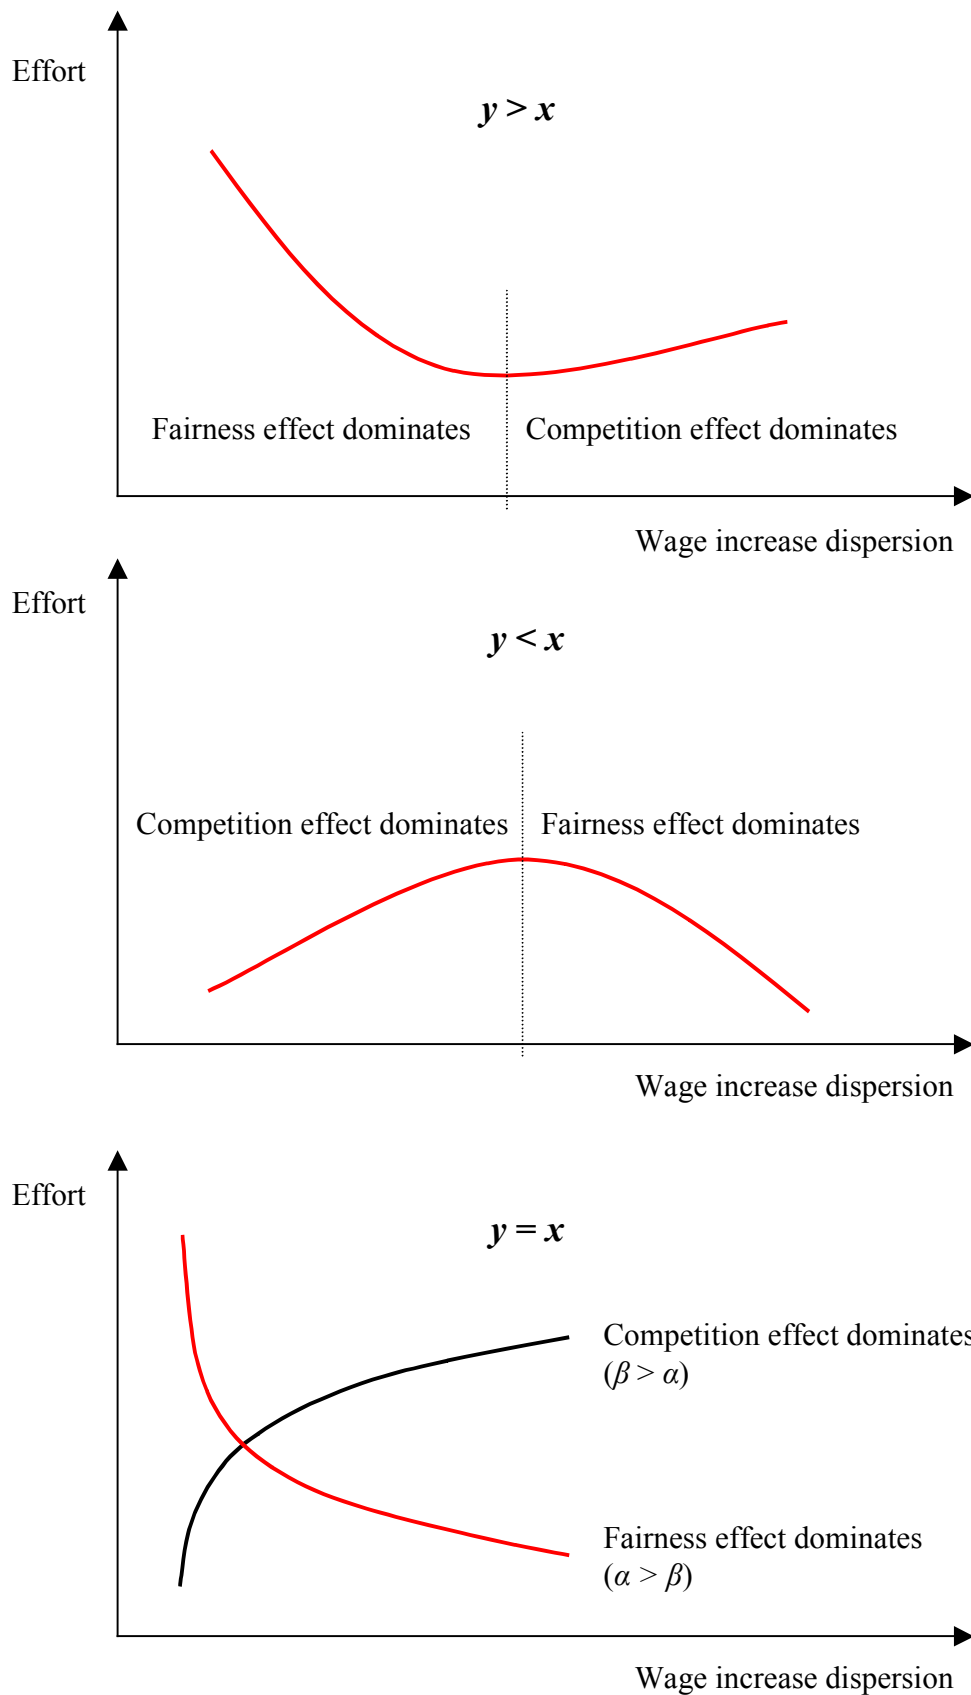 Effort
y > x
Fairness effect dominates
Competition effect dominates
Wage increase dispersion
Effort
y < x
Competition effect dominates
Fairness effect dominates
Wage increase dispersion
Effort
y = x
Competition effect dominates
(β > α)
Fairness effect dominates
(α > β)
Wage increase dispersion